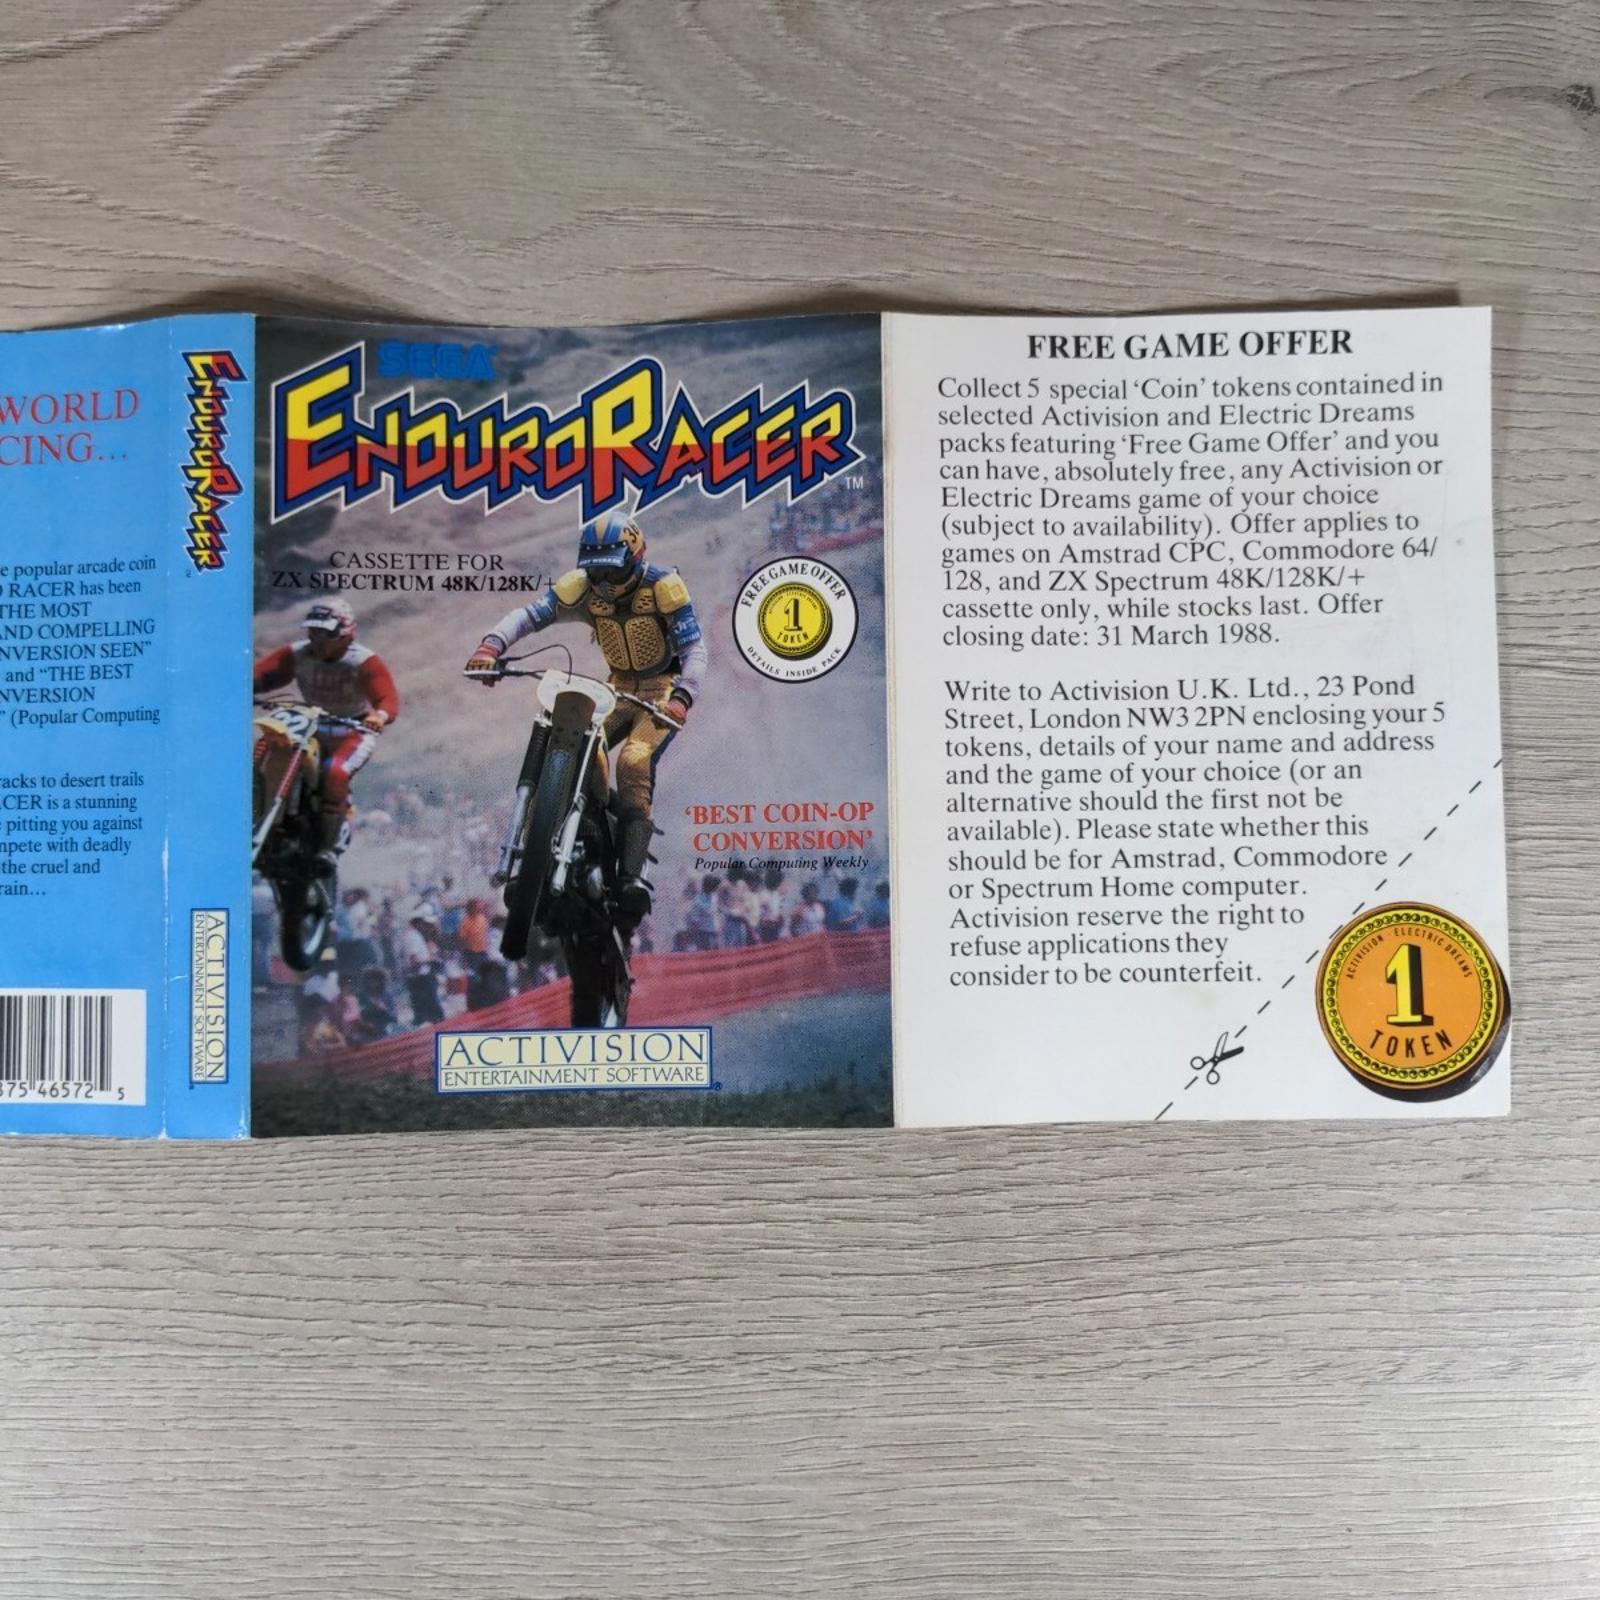 WORLD
CING...
e popular arcade coin
RACER has been
THE MOST
AND COMPELLING
NVERSION SEEN”
and “THE BEST
NVERSION
” (Popular Computing
racks to desert trails
ACER is a stunning
pitting you against
mpete with deadly
the cruel and
rain...
46572 5
ENDURORACER
ACTIVISION
ENTERTAINMENT SOFTWARE
SEGA
ENDURORACER
TM
CASSETTE FOR
ZX SPECTRUM 48K/128K/+
FREE GAME OFFER
1
TOKEN
DETAILS INSIDE PACK
‘BEST COIN-OP
CONVERSION’
Popular Computing Weekly
ACTIVISION
ENTERTAINMENT SOFTWARE
FREE GAME OFFER
Collect 5 special ‘Coin’ tokens contained in
selected Activision and Electric Dreams
packs featuring ‘Free Game Offer’ and you
can have, absolutely free, any Activision or
Electric Dreams game of your choice
(subject to availability). Offer applies to
games on Amstrad CPC, Commodore 64/
128, and ZX Spectrum 48K/128K/+
cassette only, while stocks last. Offer
closing date: 31 March 1988.
Write to Activision U.K. Ltd., 23 Pond
Street, London NW3 2PN enclosing your 5
tokens, details of your name and address
and the game of your choice (or an
alternative should the first not be
available). Please state whether this
should be for Amstrad, Commodore
or Spectrum Home computer.
Activision reserve the right to
refuse applications they
consider to be counterfeit.
ACTIVISION · ELECTRIC DREAMS
1
TOKEN